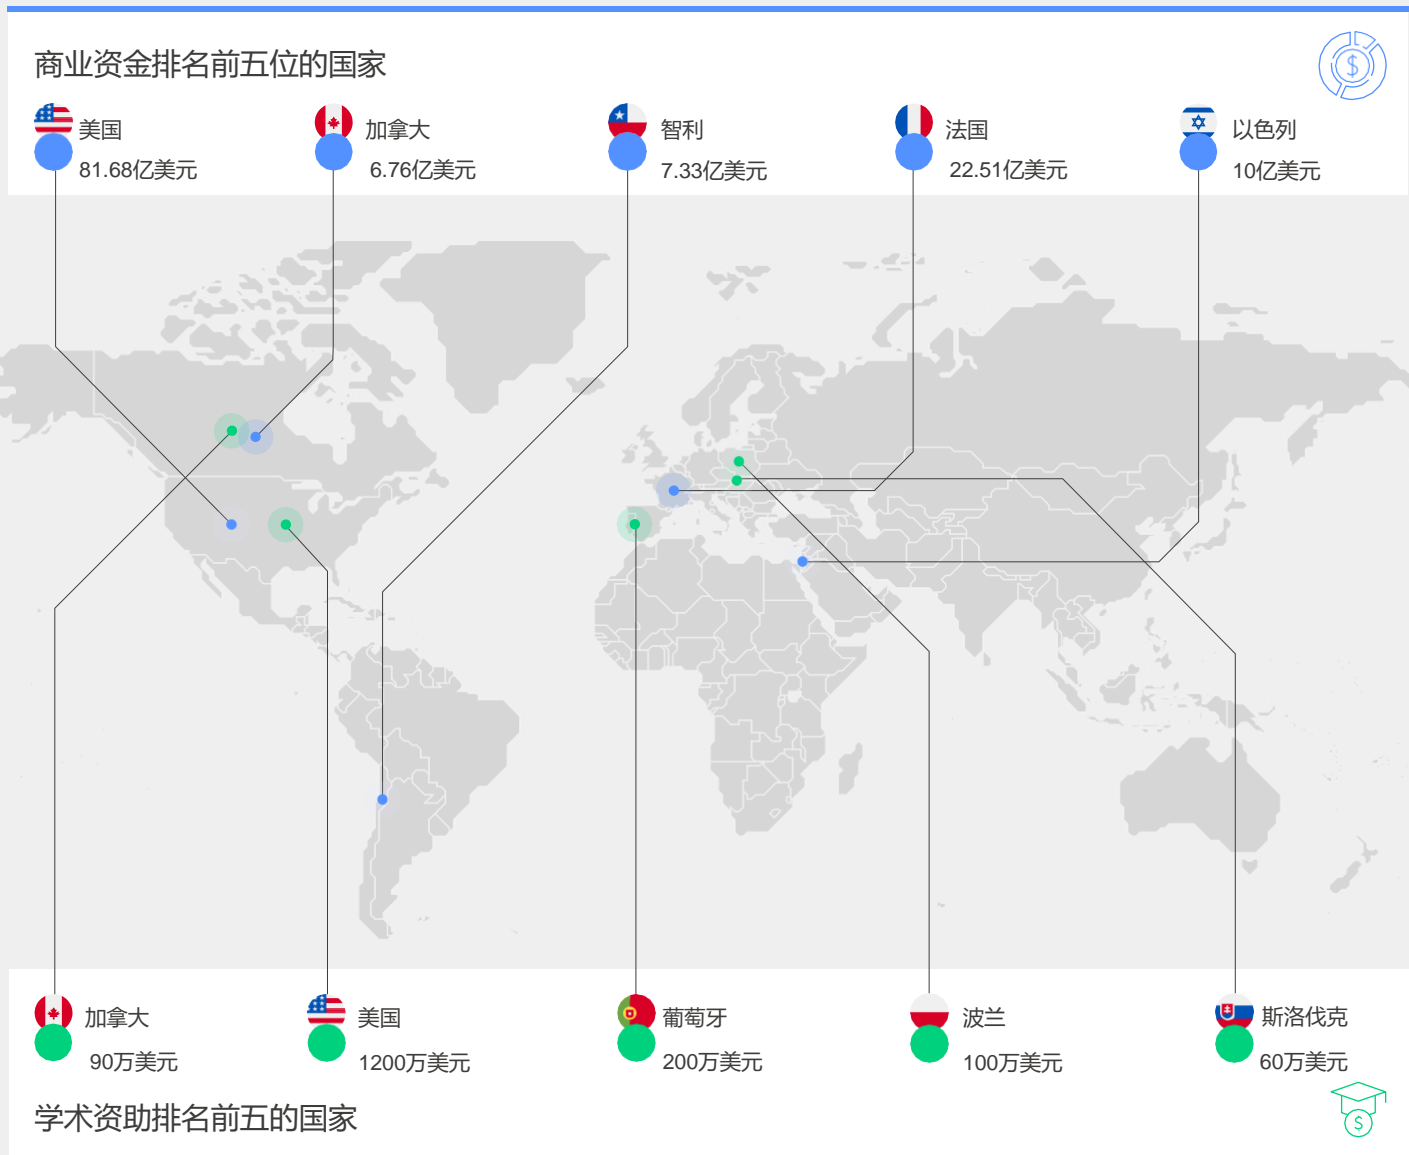 商业资金排名前五位的国家
美国
加拿大
智利
法国
以色列
81.68亿美元
6.76亿美元
7.33亿美元
22.51亿美元
10亿美元
加拿大
美国
葡萄牙
波兰
斯洛伐克
90万美元
1200万美元
200万美元
100万美元
60万美元
学术资助排名前五的国家